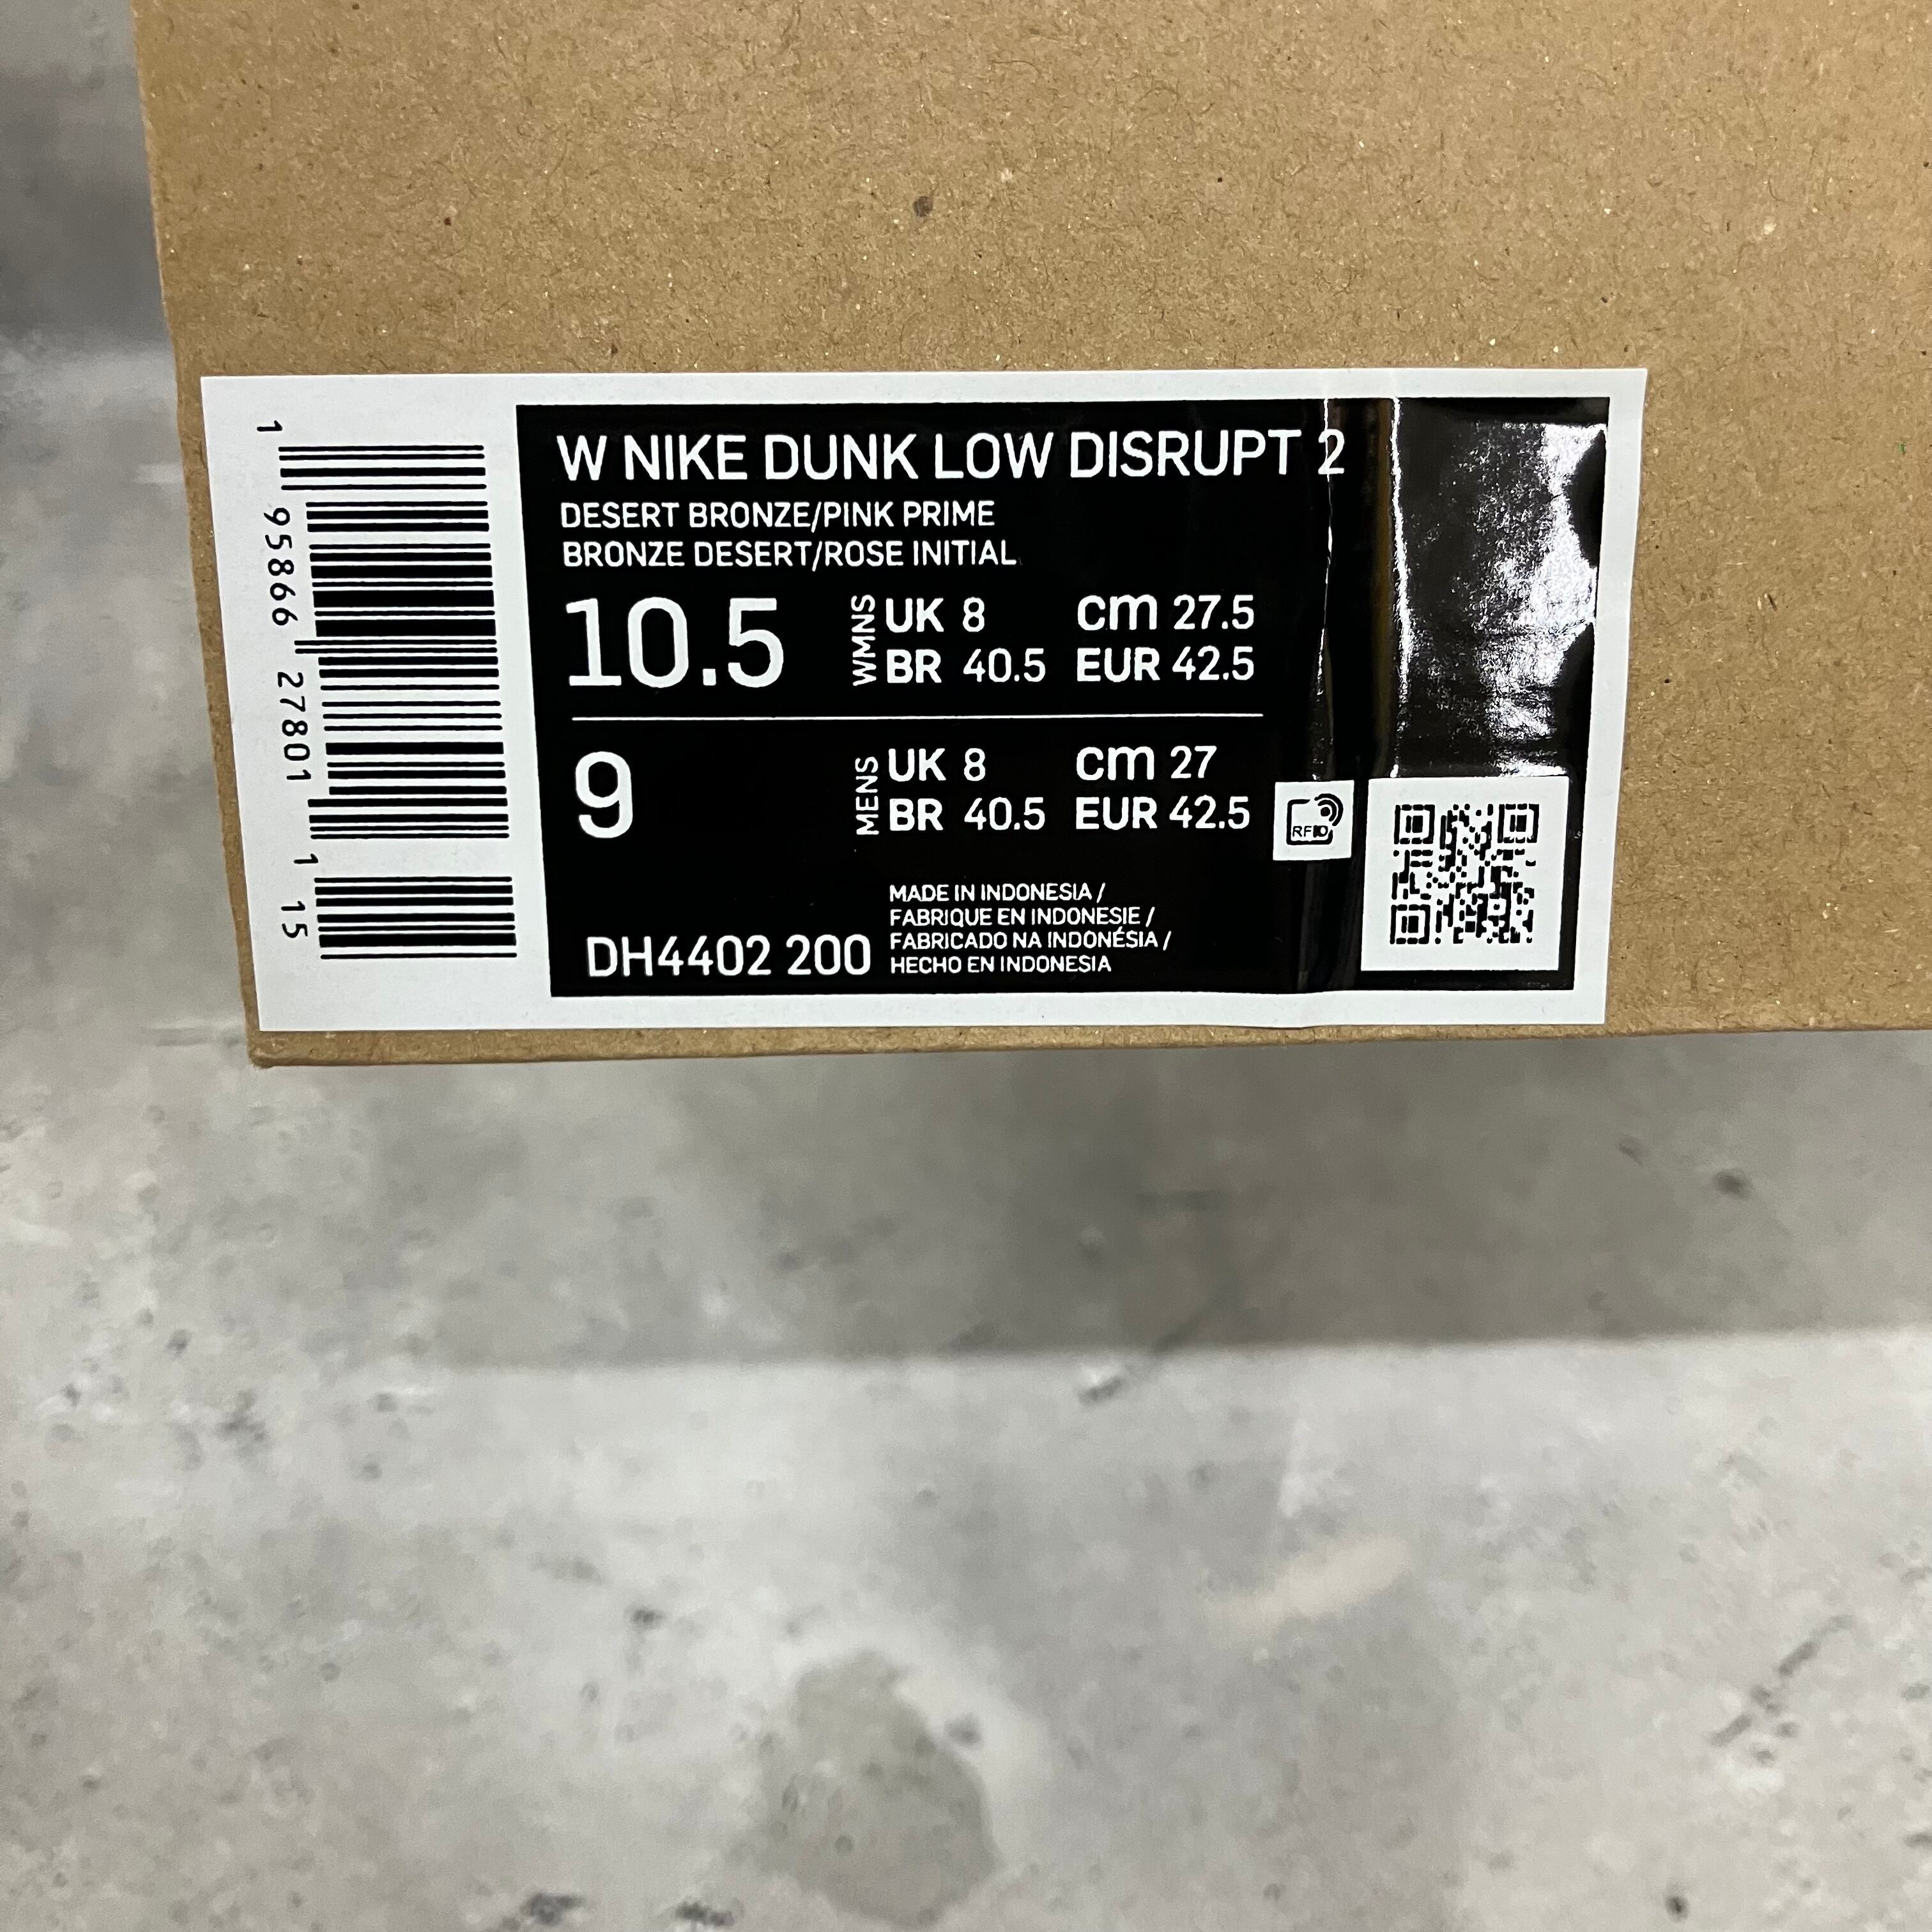 1 95866 27801 1 15
W NIKE DUNK LOW DISRUPT 2
DESERT BRONZE/PINK PRIME
BRONZE DESERT/ROSE INITIAL
10.5 WMNS UK 8 cm 27.5
BR 40.5 EUR 42.5
9 MENS UK 8 cm 27
BR 40.5 EUR 42.5
RFID
DH4402 200
MADE IN INDONESIA /
FABRIQUE EN INDONESIE /
FABRICADO NA INDONÉSIA /
HECHO EN INDONESIA